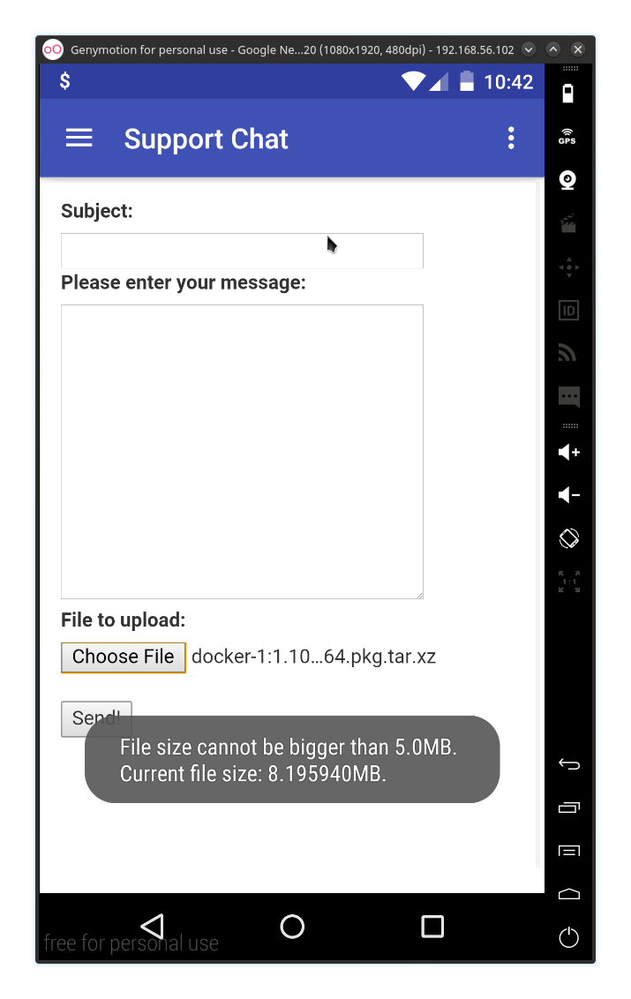 Genymotion for personal use - Google Ne...20 (1080x1920, 480dpi) - 192.168.56.102
$ 10:42
GPS
Support Chat
Subject:
Please enter your message:
ID
1:1
File to upload:
Choose File docker-1:1.10...64.pkg.tar.xz
Send!
File size cannot be bigger than 5.0MB.
Current file size: 8.195940MB.
free for personal use